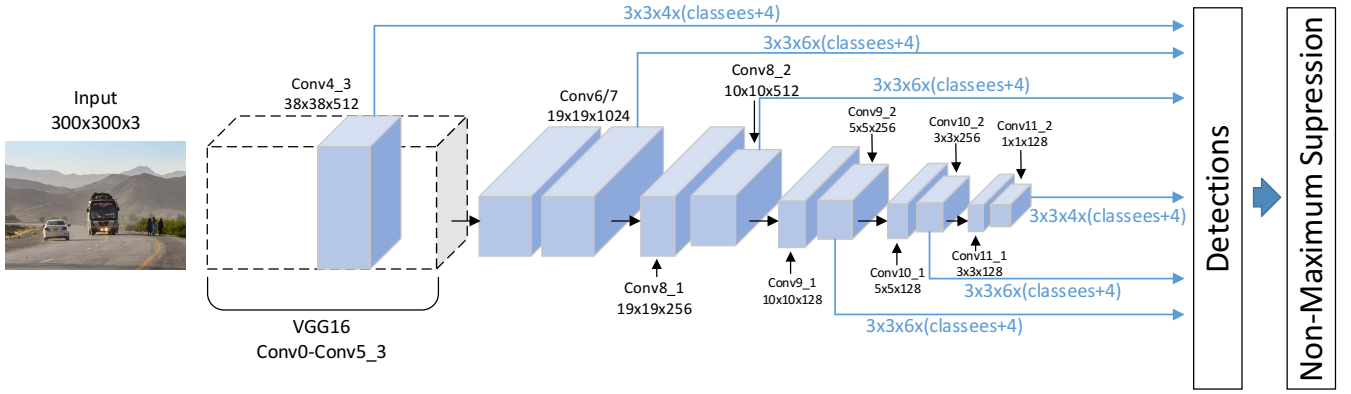 3x3x4x(classees+4)
3x3x6x(classees+4)
Conv8_2
10x10x512
3x3x6x(classees+4)
Conv4_3
38x38x512
Conv6/7
19x19x1024
Input
300x300x3
Conv9_2
5x5x256
Conv10_2
3x3x256
Conv11_2
1x1x128
3x3x4x(classees+4)
Conv8_1
19x19x256
Conv9_1
10x10x128
Conv10_1
5x5x128
Conv11_1
3x3x128
3x3x6x(classees+4)
3x3x6x(classees+4)
VGG16
Conv0-Conv5_3
Detections
Non-Maximum Supression